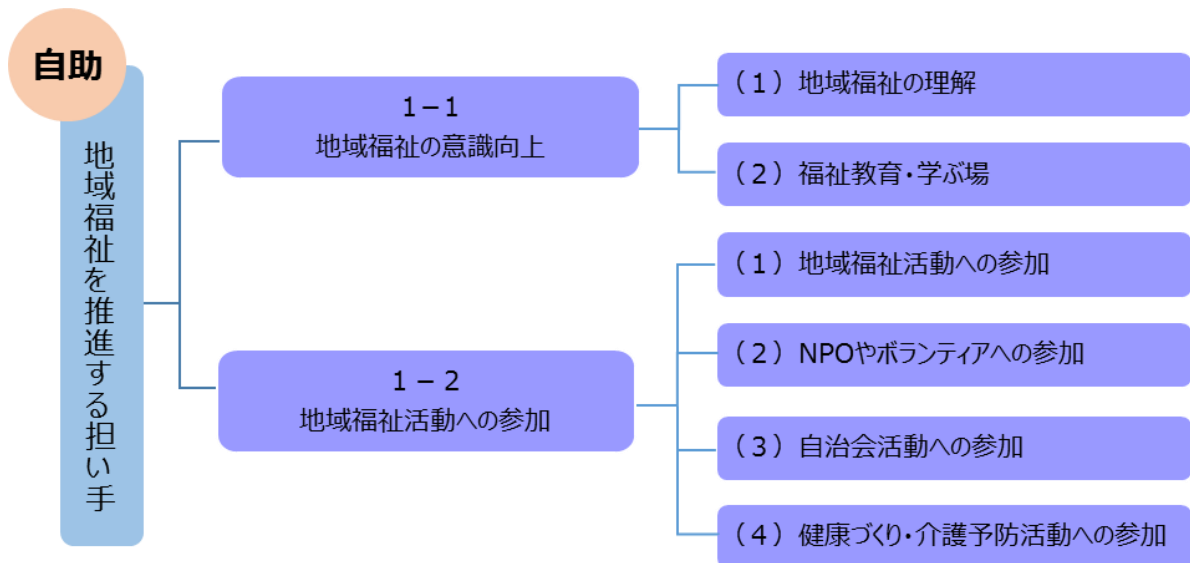 自助
地域福祉を推進する担い手
1－1
地域福祉の意識向上
（1）地域福祉の理解
（2）福祉教育・学ぶ場
1－2
地域福祉活動への参加
（1）地域福祉活動への参加
（2）NPOやボランティアへの参加
（3）自治会活動への参加
（4）健康づくり・介護予防活動への参加